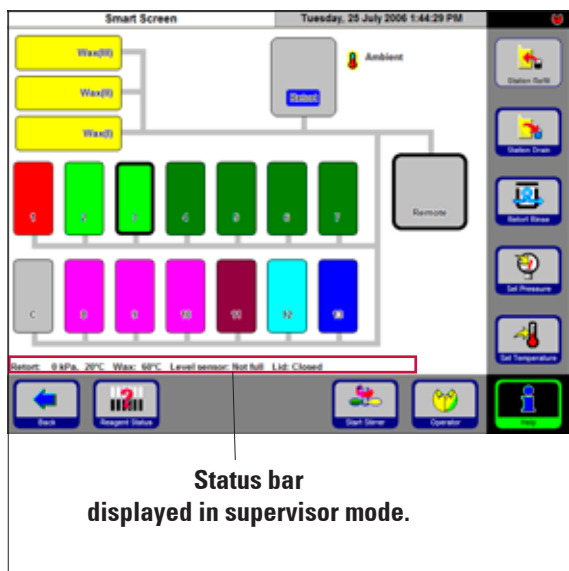 Smart Screen
Tuesday, 25 July 2006 1:44:29 PM
Wax(III)
Wax(II)
Wax(I)
Retort
Ambient
Station Refill
Station Drain
1
2
3
4
5
6
7
Remote
Retort Rinse
Set Pressure
C
8
9
10
11
12
13
Set Temperature
Retort: 0 kPa, 20°C Wax: 60°C Level sensor: Not full Lid: Closed
Back
Reagent Status
Start Stirrer
Operator
Help
Status bar
displayed in supervisor mode.